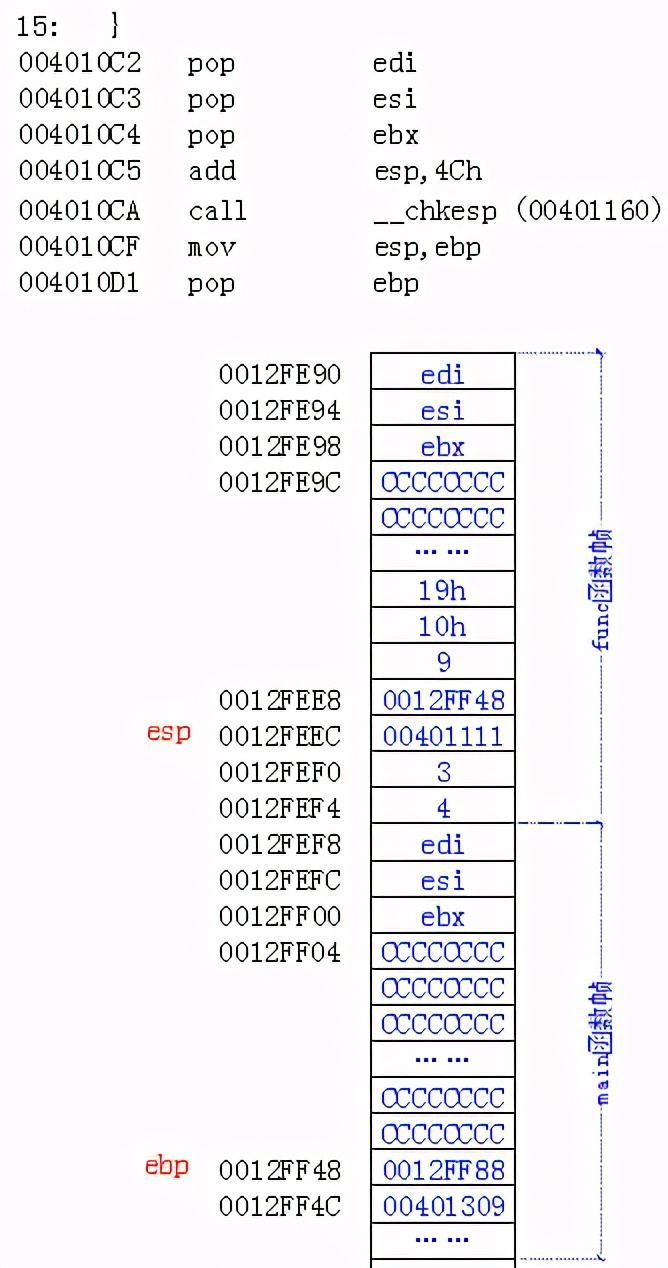 15: }
004010C2 pop edi
004010C3 pop esi
004010C4 pop ebx
004010C5 add esp,4Ch
004010CA call __chkesp (00401160)
004010CF mov esp,ebp
004010D1 pop ebp
0012FE90 edi
0012FE94 esi
0012FE98 ebx
0012FE9C CCCCCCCC
CCCCCCCC
… …
19h
10h
9
0012FEE8 0012FF48
esp 0012FEEC 00401111
0012FEF0 3
0012FEF4 4
func函数帧
0012FEF8 edi
0012FEFC esi
0012FF00 ebx
0012FF04 CCCCCCCC
CCCCCCCC
CCCCCCCC
… …
CCCCCCCC
CCCCCCCC
ebp 0012FF48 0012FF88
0012FF4C 00401309
… …
main函数帧